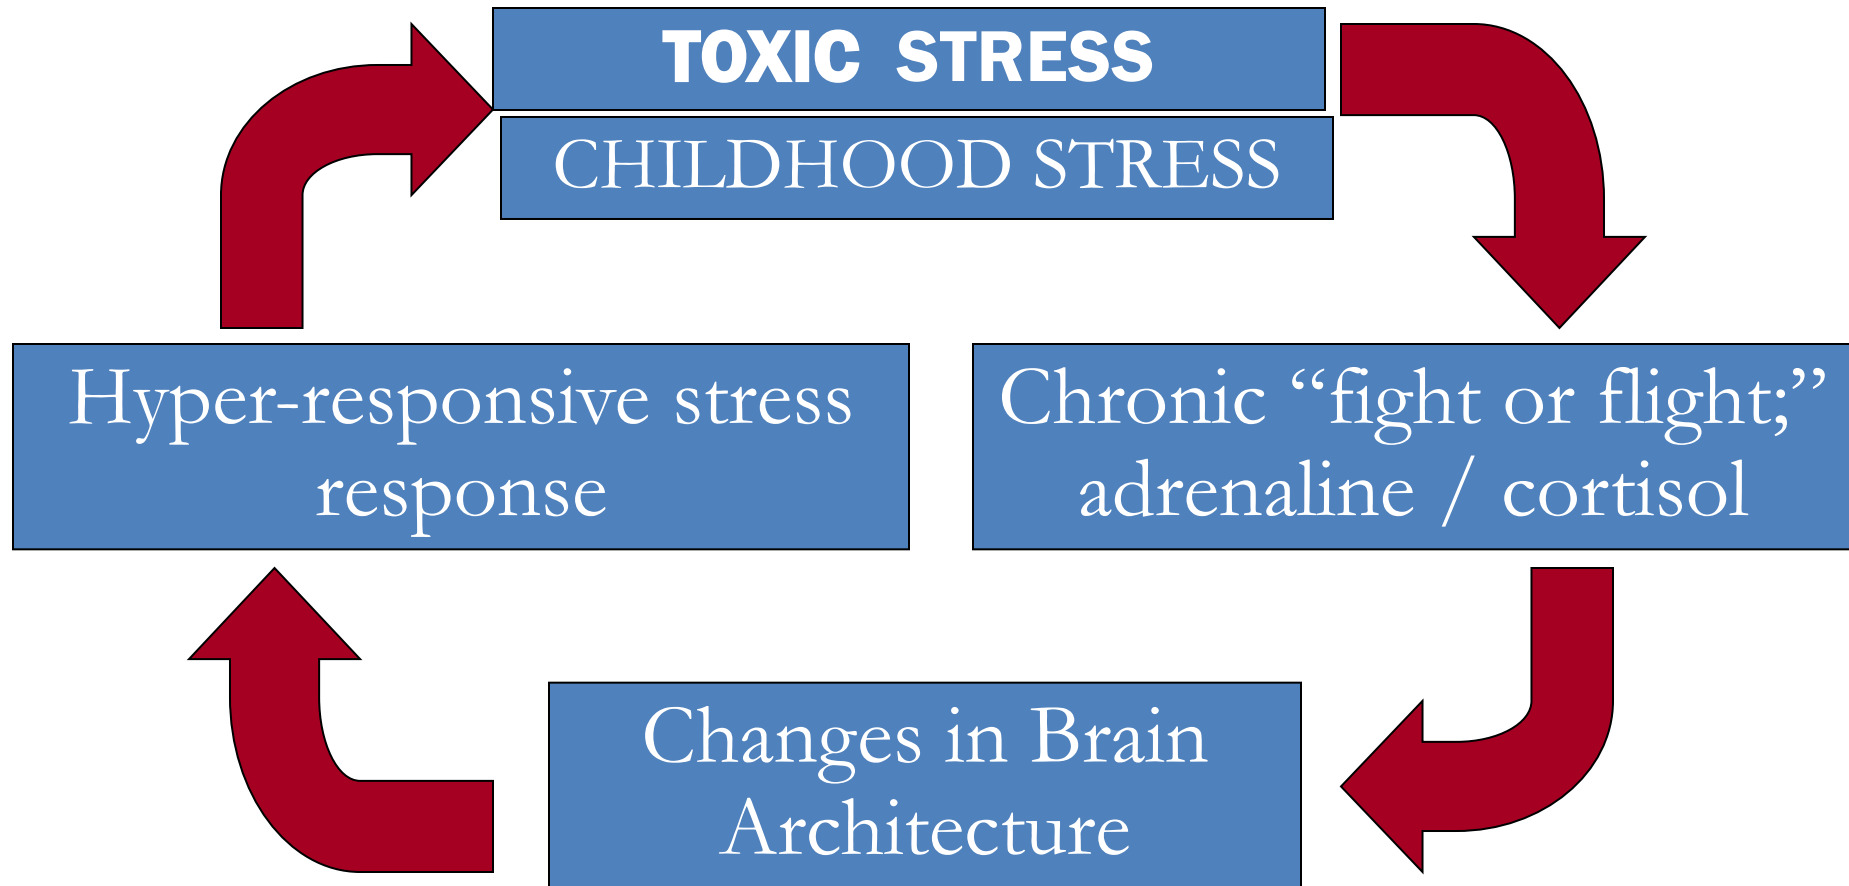 TOXIC STRESS
CHILDHOOD STRESS
Hyper-responsive stress
response
Chronic “fight or flight;”
adrenaline / cortisol
Changes in Brain
Architecture